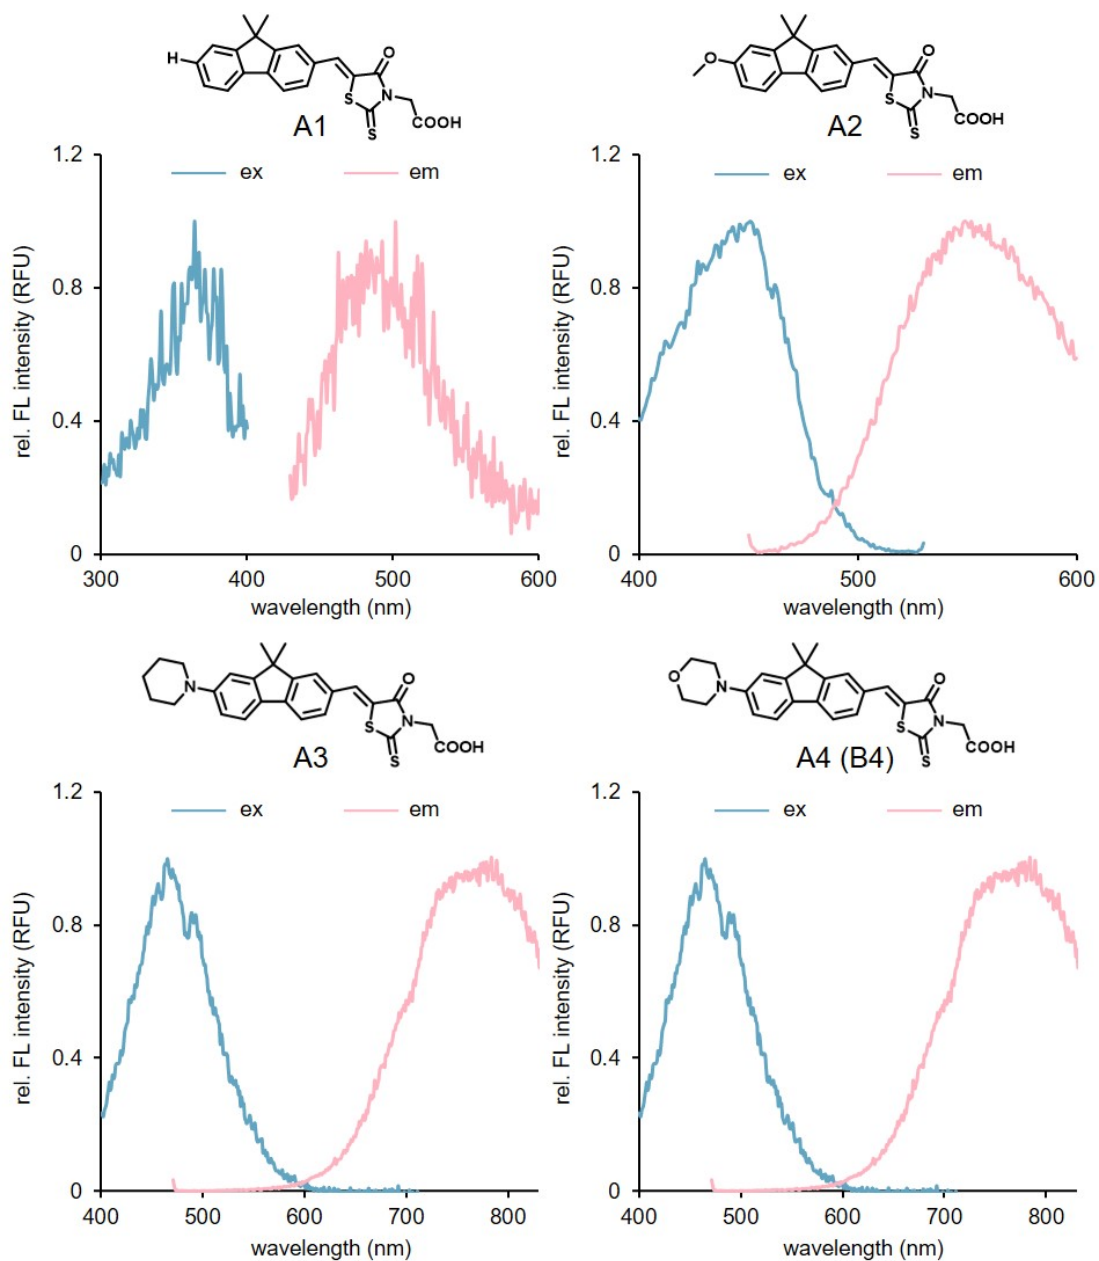 H
O
S
N
COOH
S
A1
O
O
S
N
COOH
S
A2
1.2
0.8
0.4
0
ex
em
rel. FL intensity (RFU)
300
400
500
600
wavelength (nm)
1.2
0.8
0.4
0
ex
em
rel. FL intensity (RFU)
400
500
600
wavelength (nm)
N
O
S
N
COOH
S
A3
O
N
O
S
N
COOH
S
A4 (B4)
1.2
0.8
0.4
0
ex
em
rel. FL intensity (RFU)
400
500
600
700
800
wavelength (nm)
1.2
0.8
0.4
0
ex
em
rel. FL intensity (RFU)
400
500
600
700
800
wavelength (nm)